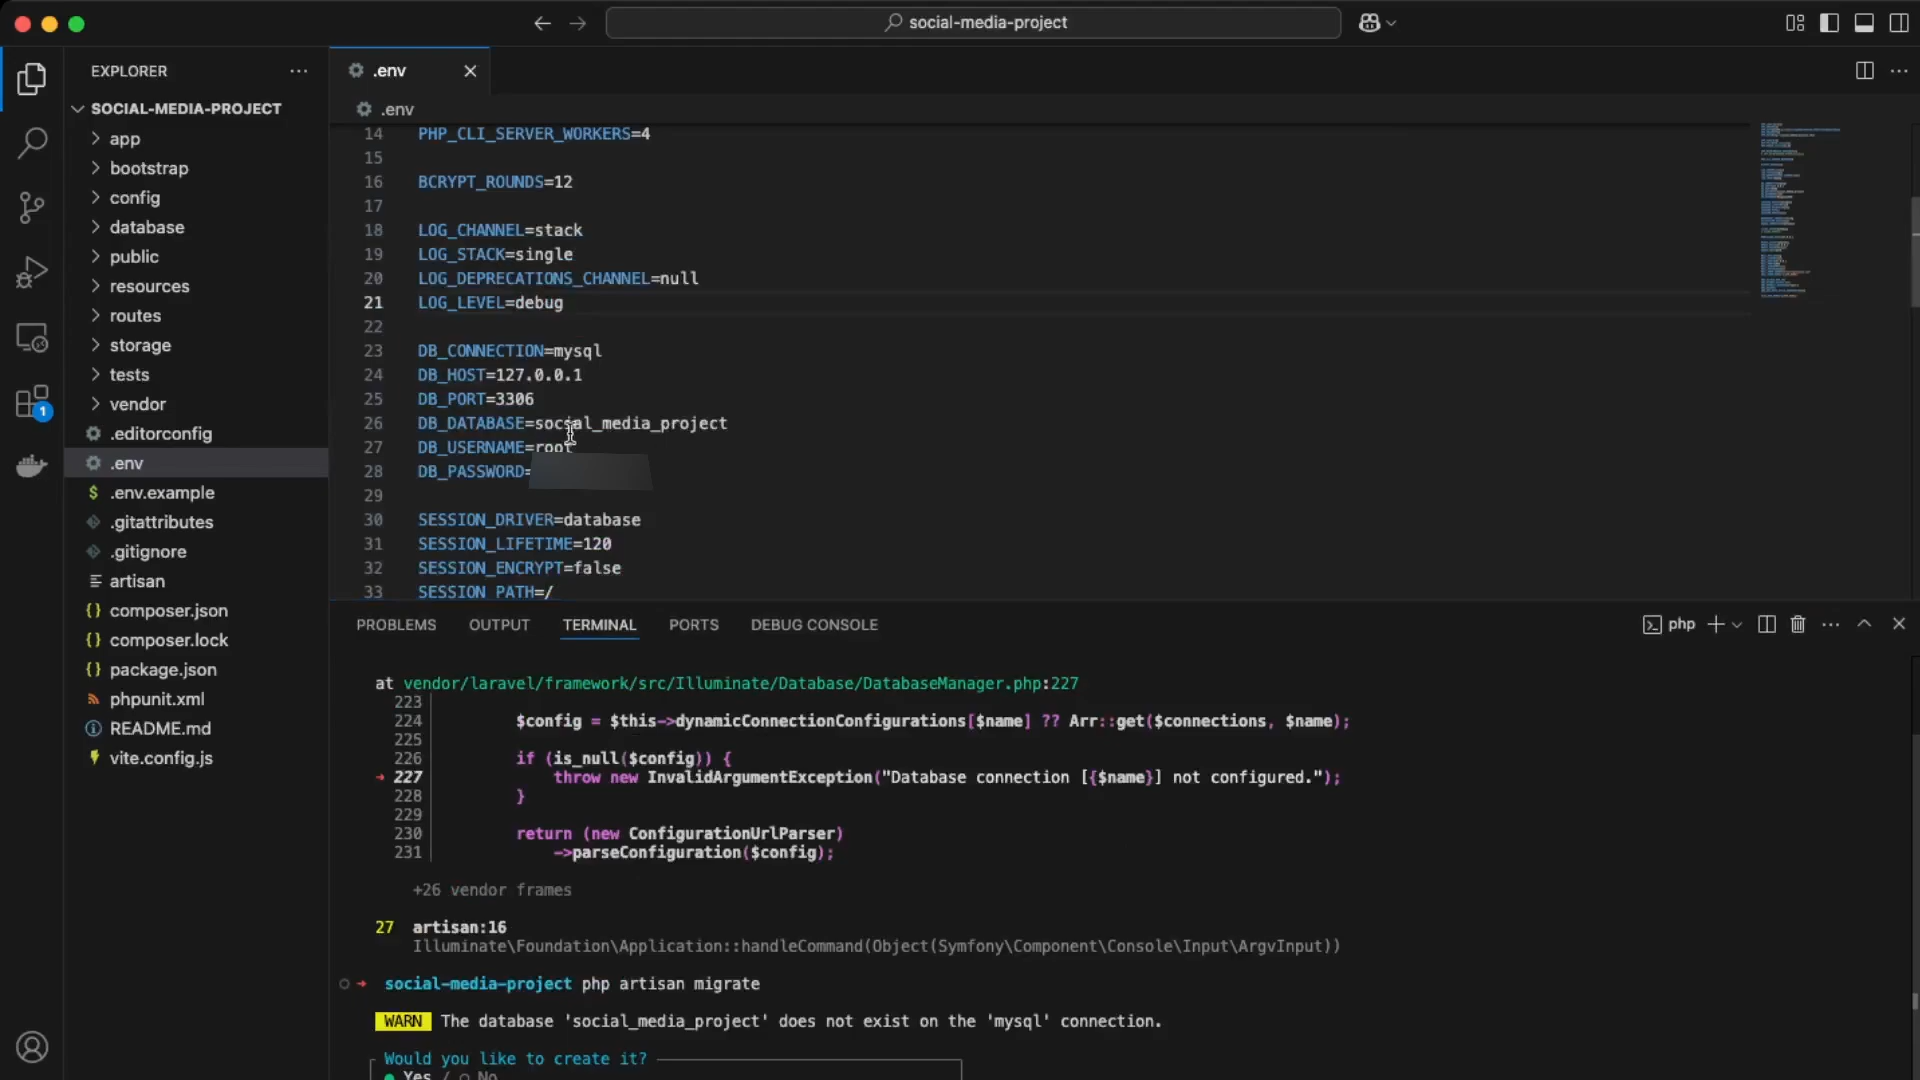 social-media-project
EXPLORER
.env
SOCIAL-MEDIA-PROJECT
.env
app
bootstrap
config
database
public
resources
routes
storage
tests
vendor
.editorconfig
.env
.env.example
.gitattributes
.gitignore
artisan
composer.json
composer.lock
package.json
phpunit.xml
README.md
vite.config.js
1
14 PHP_CLI_SERVER_WORKERS=4
15
16 BCRYPT_ROUNDS=12
17
18 LOG_CHANNEL=stack
19 LOG_STACK=single
20 LOG_DEPRECATIONS_CHANNEL=null
21 LOG_LEVEL=debug
22
23 DB_CONNECTION=mysql
24 DB_HOST=127.0.0.1
25 DB_PORT=3306
26 DB_DATABASE=social_media_project
27 DB_USERNAME=root
28 DB_PASSWORD=
29
30 SESSION_DRIVER=database
31 SESSION_LIFETIME=120
32 SESSION_ENCRYPT=false
33 SESSION_PATH=/
PROBLEMS OUTPUT TERMINAL PORTS DEBUG CONSOLE
php
at vendor/laravel/framework/src/Illuminate/Database/DatabaseManager.php:227
223
224 $config = $this->dynamicConnectionConfigurations[$name] ?? Arr::get($connections, $name);
225
226 if (is_null($config)) {
➜ 227 throw new InvalidArgumentException("Database connection [{$name}] not configured.");
228 }
229
230 return (new ConfigurationUrlParser)
231 ->parseConfiguration($config);
+26 vendor frames
27 artisan:16
Illuminate\Foundation\Application::handleCommand(Object(Symfony\Component\Console\Input\ArgvInput))
➜ social-media-project php artisan migrate
WARN The database 'social_media_project' does not exist on the 'mysql' connection.
Would you like to create it?
Yes / No